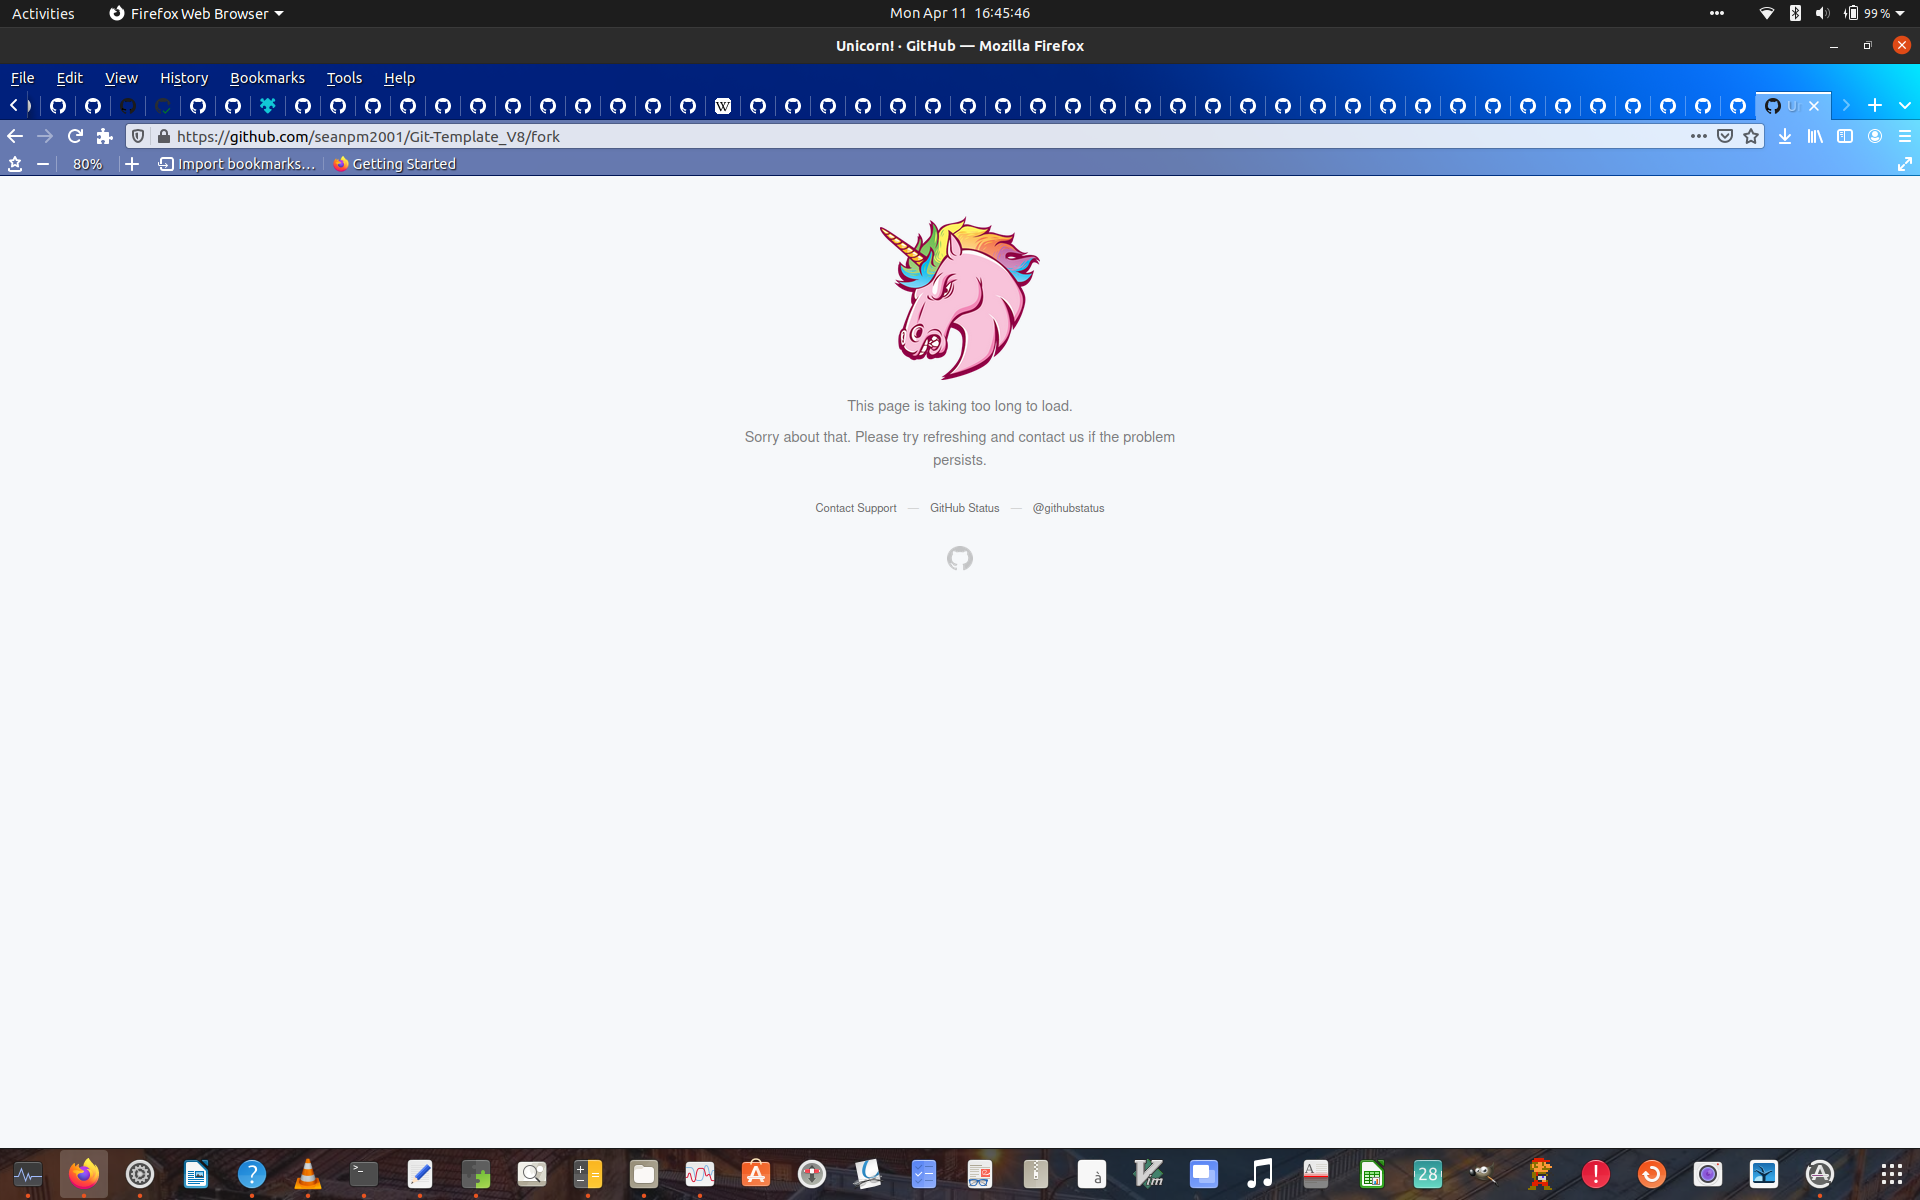 Activities
Firefox Web Browser
Mon Apr 11 16:45:46
99 %
Unicorn! · GitHub — Mozilla Firefox
File Edit View History Bookmarks Tools Help
W
U
https://github.com/seanpm2001/Git-Template_V8/fork
80%
Import bookmarks...
Getting Started
This page is taking too long to load.
Sorry about that. Please try refreshing and contact us if the problem
persists.
Contact Support — GitHub Status — @githubstatus
?
à
Vim
A
28
!